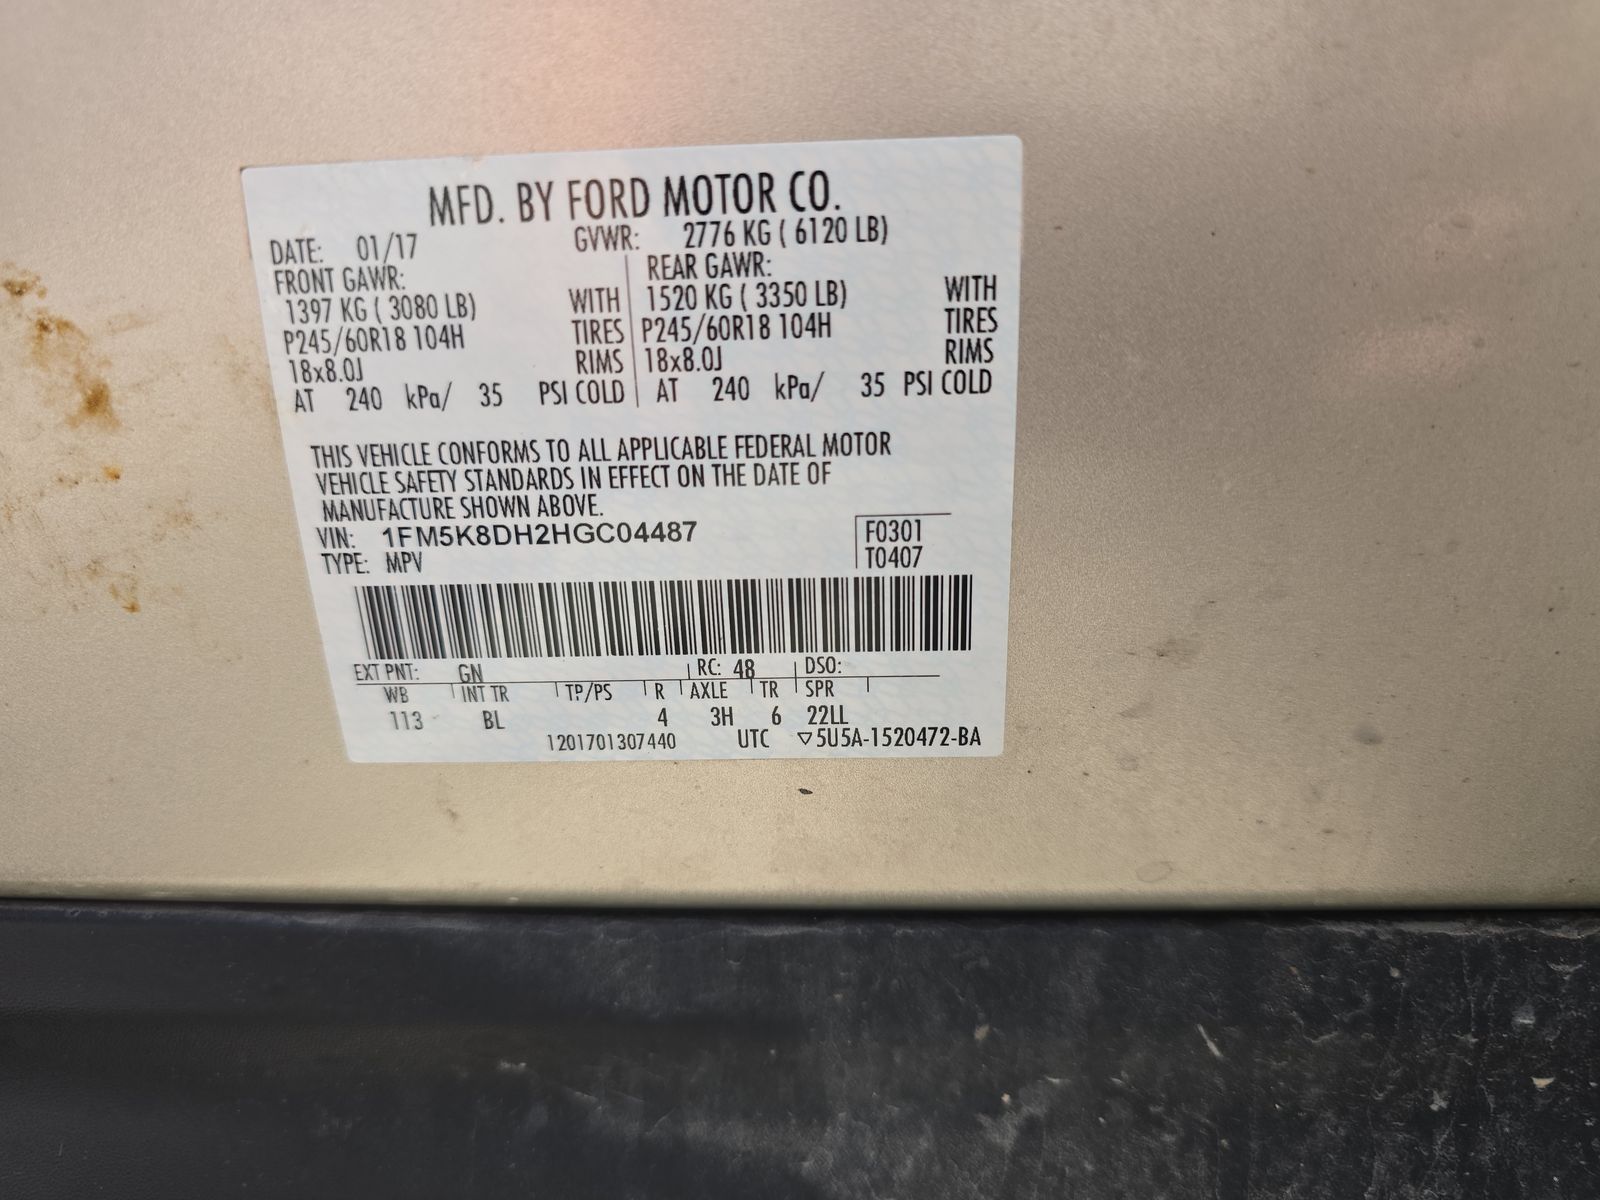 MFD. BY FORD MOTOR CO.
DATE: 01/17 GVWR: 2776 KG ( 6120 LB)
FRONT GAWR: REAR GAWR:
1397 KG ( 3080 LB) WITH 1520 KG ( 3350 LB) WITH
P245/60R18 104H TIRES P245/60R18 104H TIRES
18x8.0J RIMS 18x8.0J RIMS
AT 240 kPa/ 35 PSI COLD AT 240 kPa/ 35 PSI COLD
THIS VEHICLE CONFORMS TO ALL APPLICABLE FEDERAL MOTOR
VEHICLE SAFETY STANDARDS IN EFFECT ON THE DATE OF
MANUFACTURE SHOWN ABOVE.
VIN: 1FM5K8DH2HGC04487 F0301
TYPE: MPV T0407
EXT PNT: GN RC: 48 DSO:
WB INT TR TP/PS R AXLE TR SPR
113 BL 4 3H 6 22LL
1201701307440 UTC ▽5U5A-1520472-BA